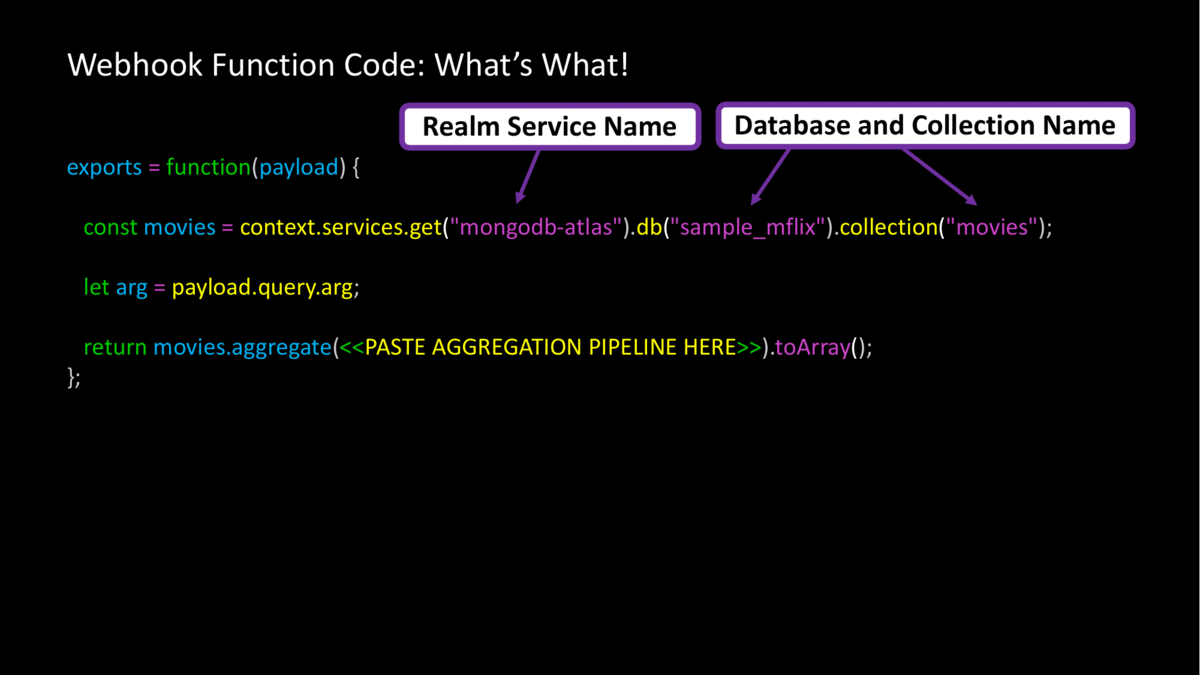 Webhook Function Code: What’s What!
Realm Service Name
Database and Collection Name
exports = function(payload) {
const movies = context.services.get("mongodb-atlas").db("sample_mflix").collection("movies");
let arg = payload.query.arg;
return movies.aggregate(<<PASTE AGGREGATION PIPELINE HERE>>).toArray();
};